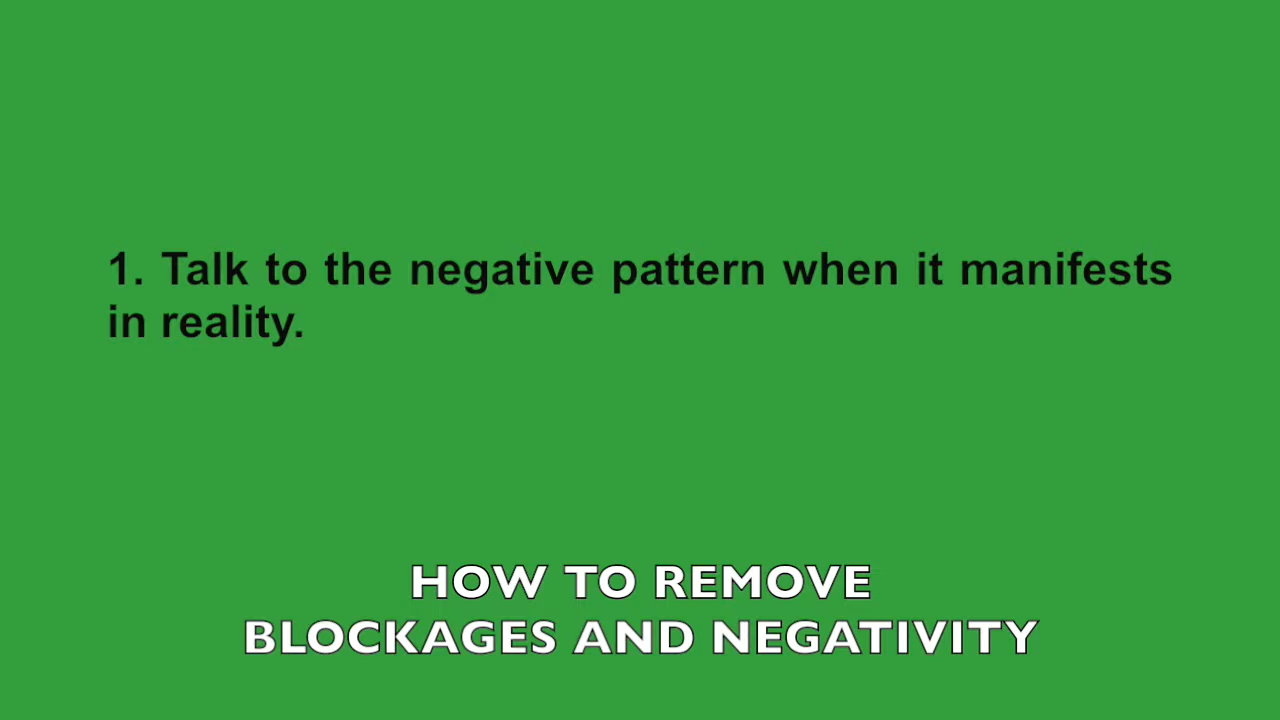 1. Talk to the negative pattern when it manifests
in reality.
HOW TO REMOVE
BLOCKAGES AND NEGATIVITY